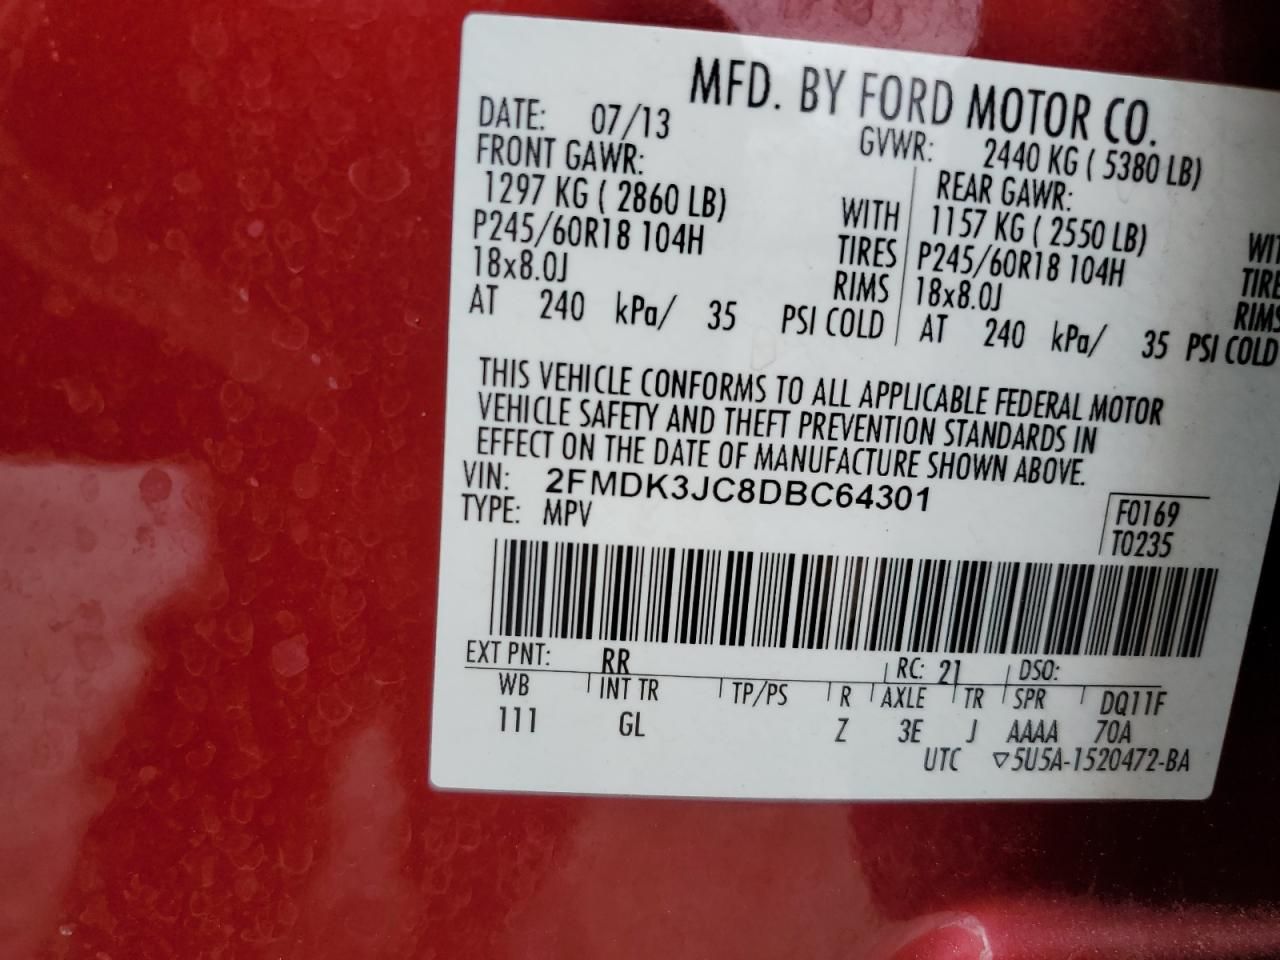 MFD. BY FORD MOTOR CO.
DATE: 07/13 GVWR: 2440 KG ( 5380 LB)
FRONT GAWR: REAR GAWR:
1297 KG ( 2860 LB) WITH 1157 KG ( 2550 LB) WIT
P245/60R18 104H TIRES P245/60R18 104H TIRE
18x8.0J RIMS 18x8.0J RIMS
AT 240 kPa/ 35 PSI COLD AT 240 kPa/ 35 PSI COLD
THIS VEHICLE CONFORMS TO ALL APPLICABLE FEDERAL MOTOR
VEHICLE SAFETY AND THEFT PREVENTION STANDARDS IN
EFFECT ON THE DATE OF MANUFACTURE SHOWN ABOVE.
VIN: 2FMDK3JC8DBC64301
TYPE: MPV
F0169
T0235
EXT PNT: RR RC: 21 DSO:
WB INT TR TP/PS R AXLE TR SPR DQ11F
111 GL Z 3E J AAAA 70A
UTC ▽5U5A-1520472-BA